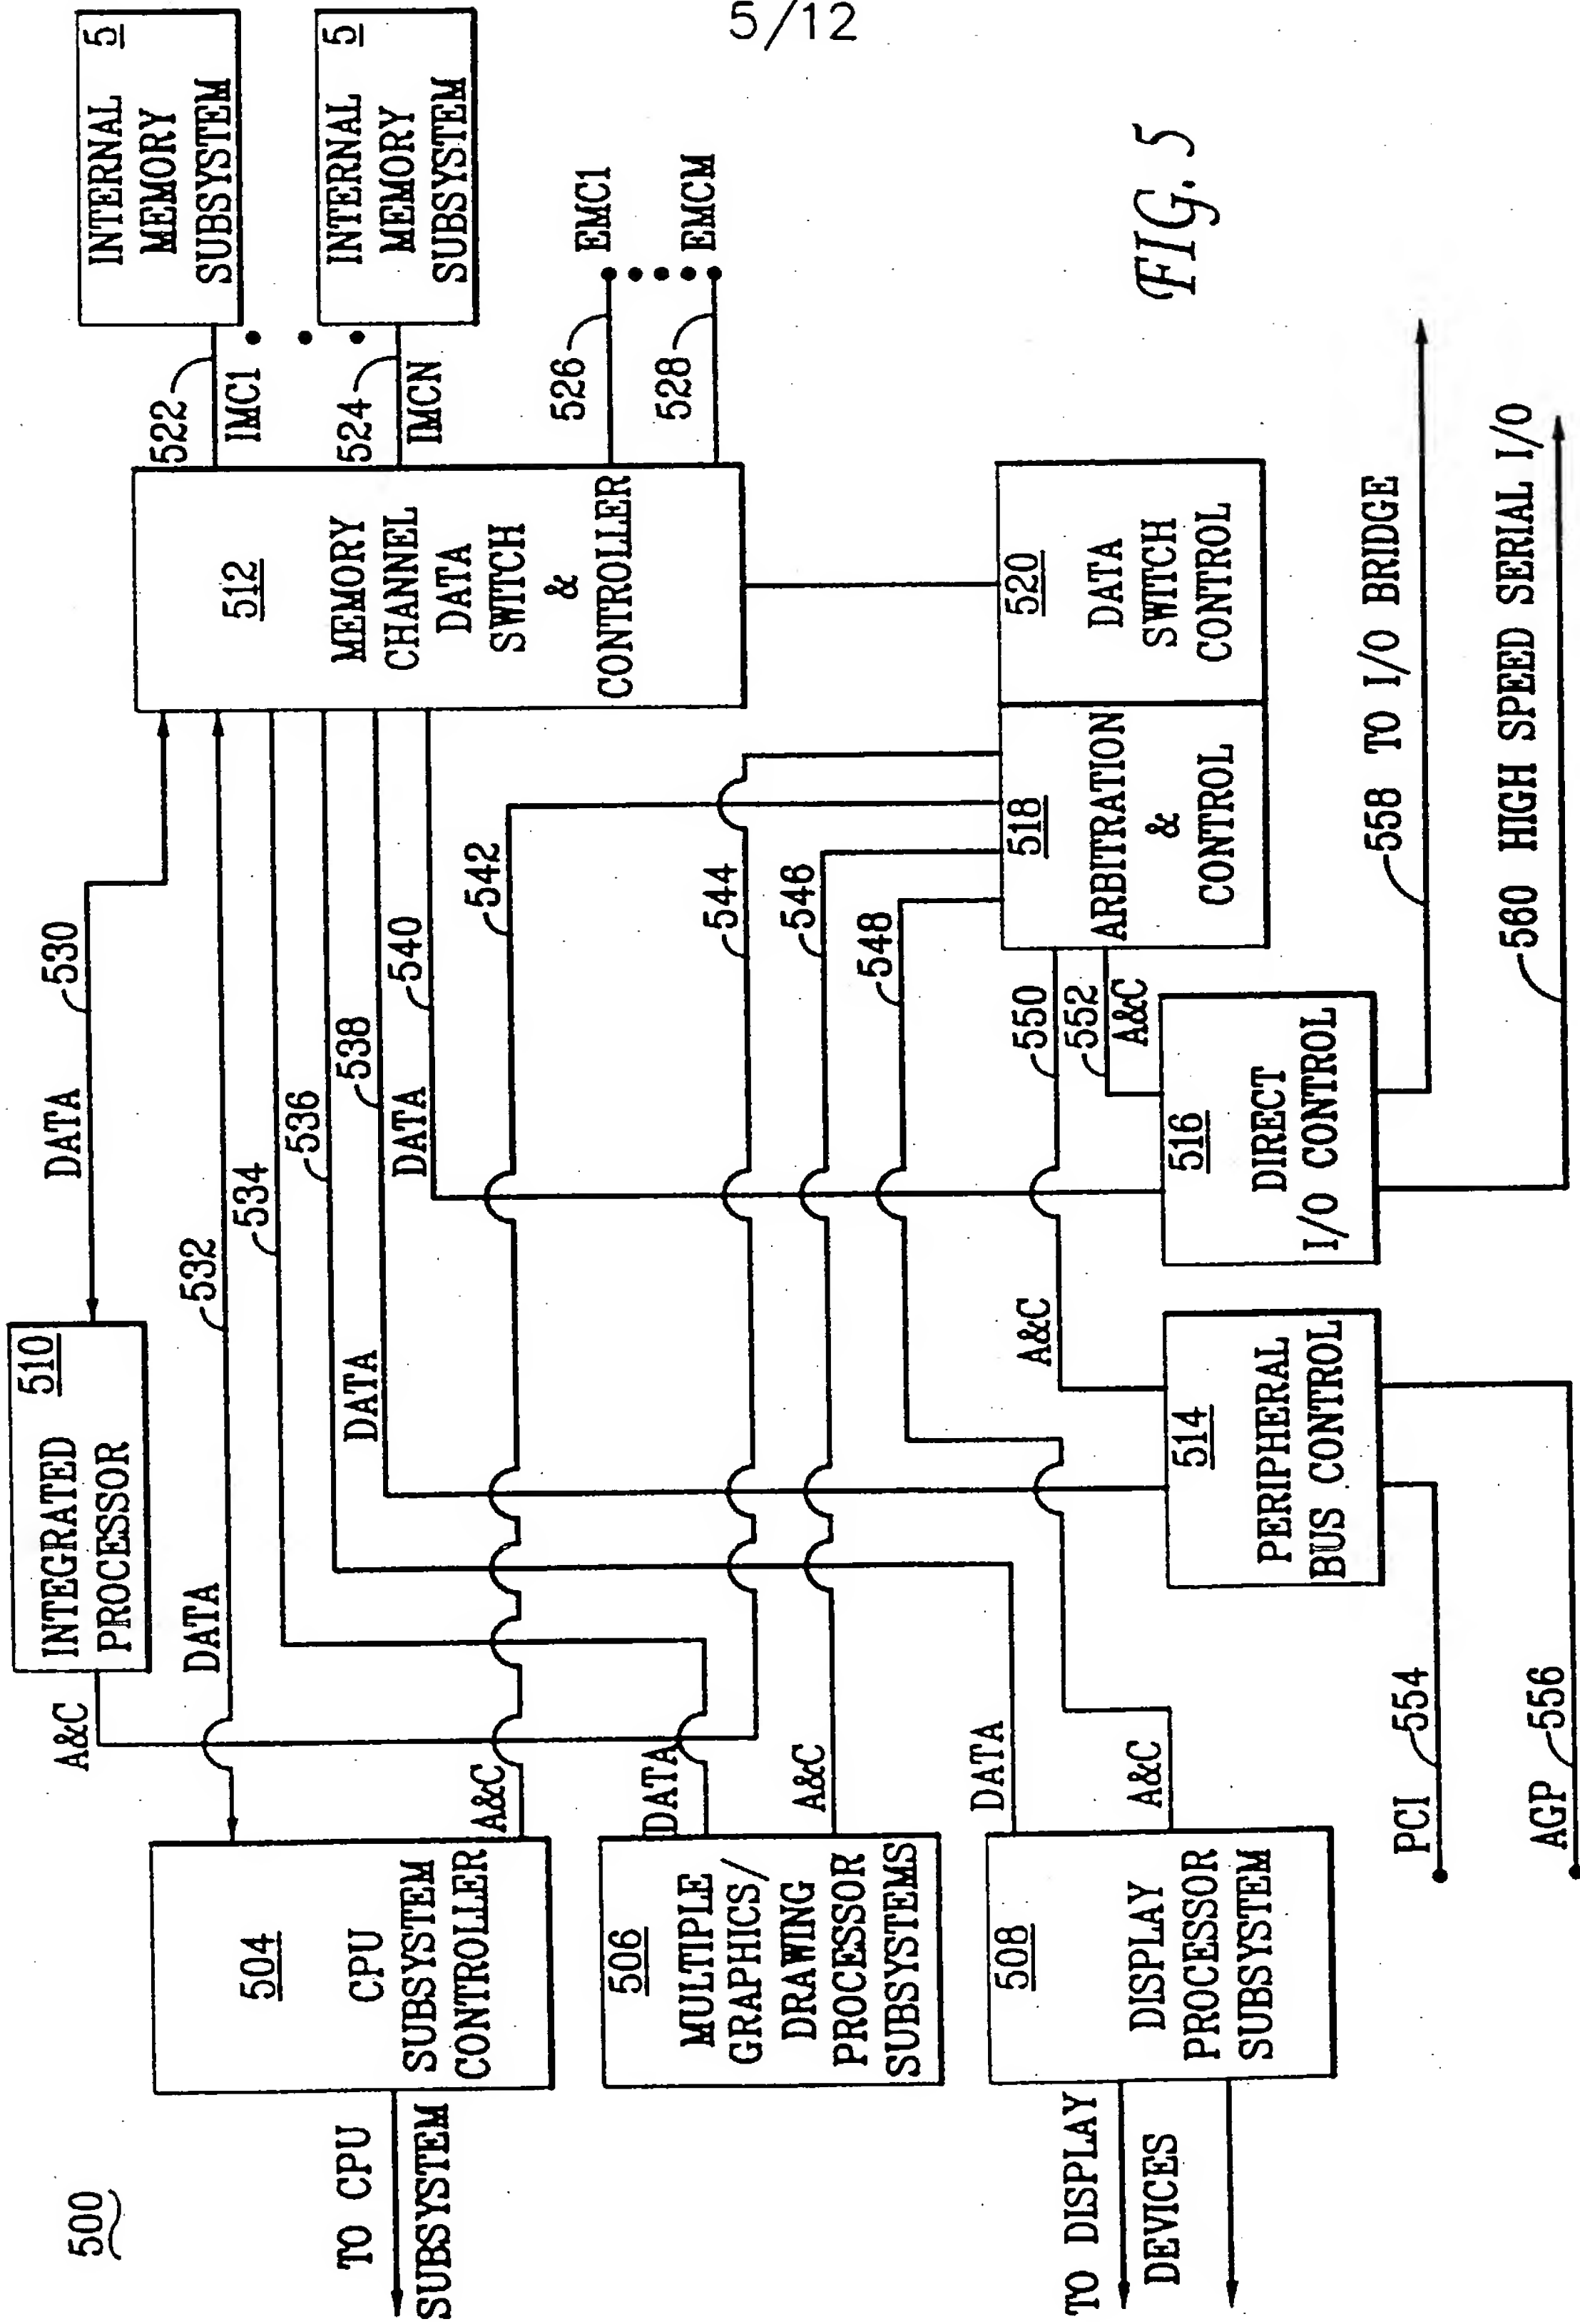 5/12
500
TO CPU
SUBSYSTEM
504
CPU
SUBSYSTEM
CONTROLLER
A&C
DATA
532
INTEGRATED
PROCESSOR
510
A&C
DATA
530
534
536
538
DATA
540
DATA
542
544
546
548
512
MEMORY
CHANNEL
DATA
SWITCH
&
CONTROLLER
522
IMC1
INTERNAL
MEMORY
SUBSYSTEM
5
524
IMCN
INTERNAL
MEMORY
SUBSYSTEM
5
526
EMC1
528
EMCM
506
MULTIPLE
GRAPHICS/
DRAWING
PROCESSOR
SUBSYSTEMS
DATA
A&C
TO DISPLAY
DEVICES
508
DISPLAY
PROCESSOR
SUBSYSTEM
DATA
A&C
518
ARBITRATION
&
CONTROL
520
DATA
SWITCH
CONTROL
550
A&C
552
A&C
514
PERIPHERAL
BUS CONTROL
516
DIRECT
I/O CONTROL
PCI
554
AGP
556
558 TO I/O BRIDGE
560 HIGH SPEED SERIAL I/O
FIG. 5